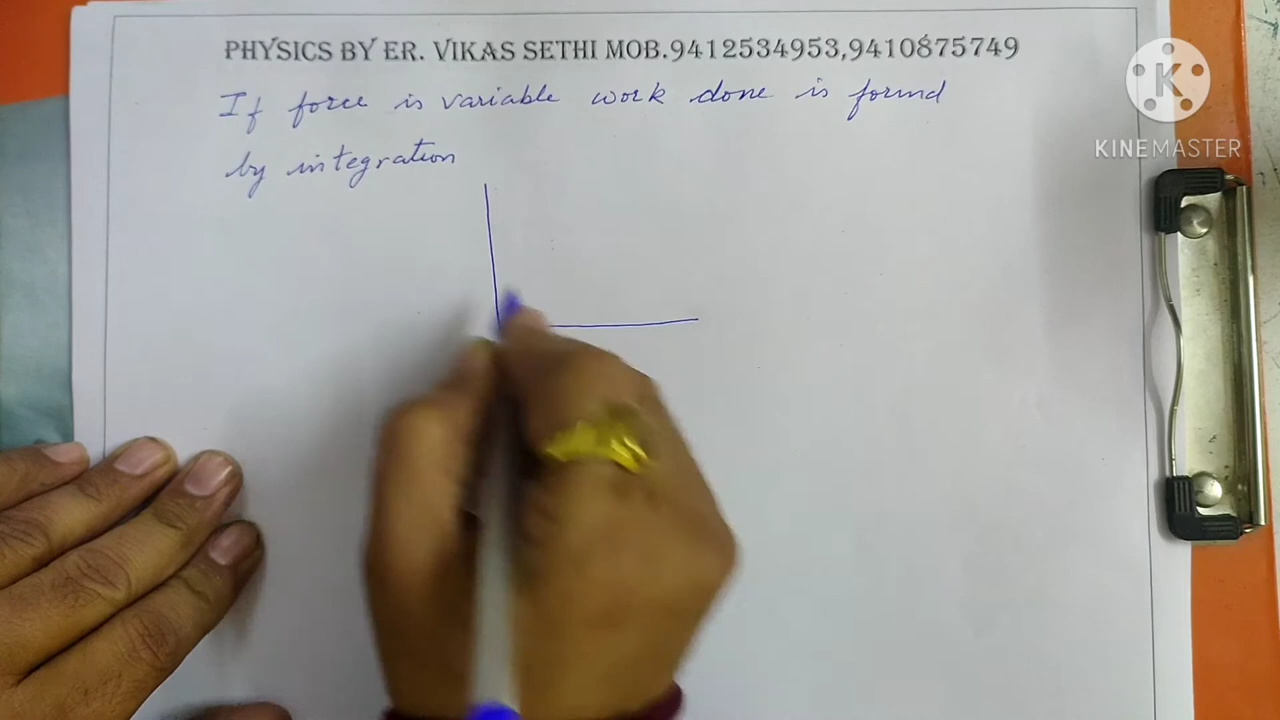 PHYSICS BY ER. VIKAS SETHI MOB.9412534953,9410875749
If force is variable work done is found
by integration
K
KINEMASTER